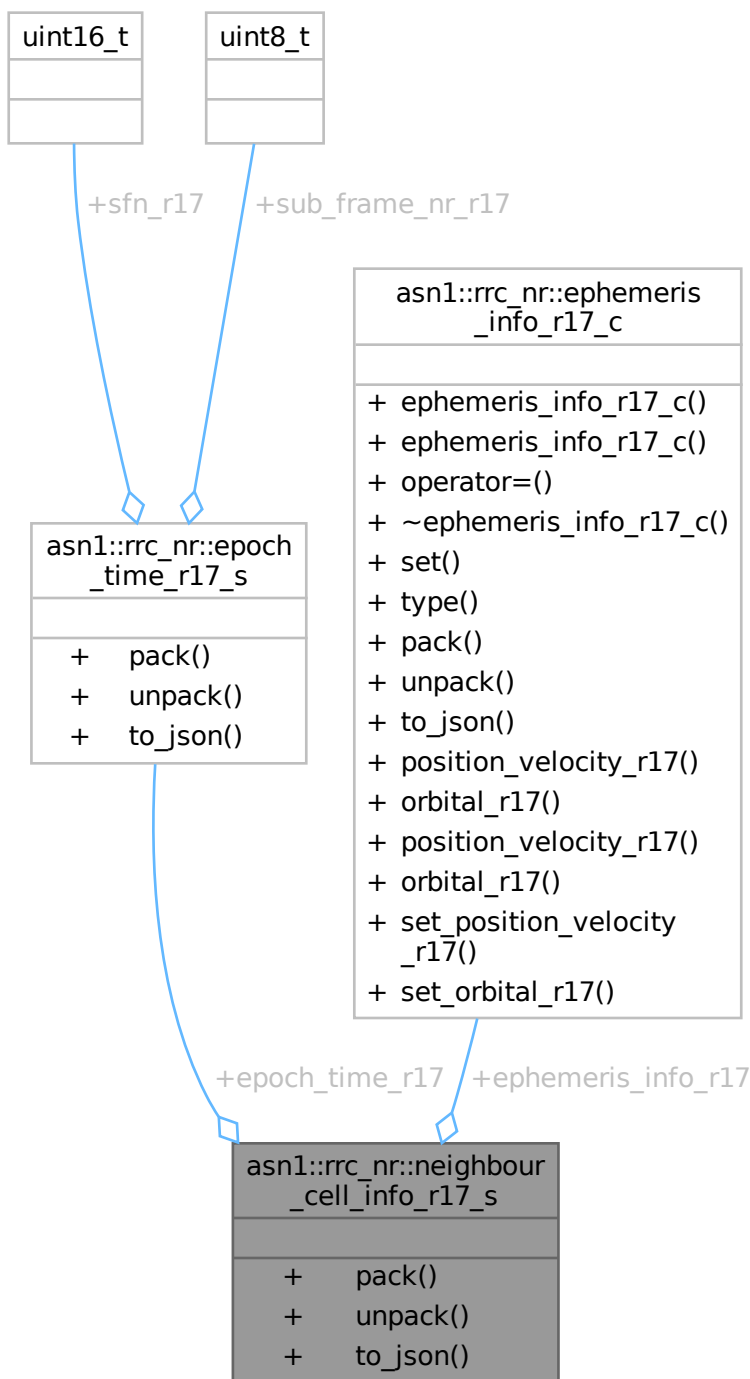 uint16_t
uint8_t
+sfn_r17
+sub_frame_nr_r17
asn1::rrc_nr::ephemeris
_info_r17_c
+ ephemeris_info_r17_c()
+ ephemeris_info_r17_c()
+ operator=()
+ ~ephemeris_info_r17_c()
+ set()
+ type()
+ pack()
+ unpack()
+ to_json()
+ position_velocity_r17()
+ orbital_r17()
+ position_velocity_r17()
+ orbital_r17()
+ set_position_velocity
_r17()
+ set_orbital_r17()
asn1::rrc_nr::epoch
_time_r17_s
+ pack()
+ unpack()
+ to_json()
+epoch_time_r17
+ephemeris_info_r17
asn1::rrc_nr::neighbour
_cell_info_r17_s
+ pack()
+ unpack()
+ to_json()